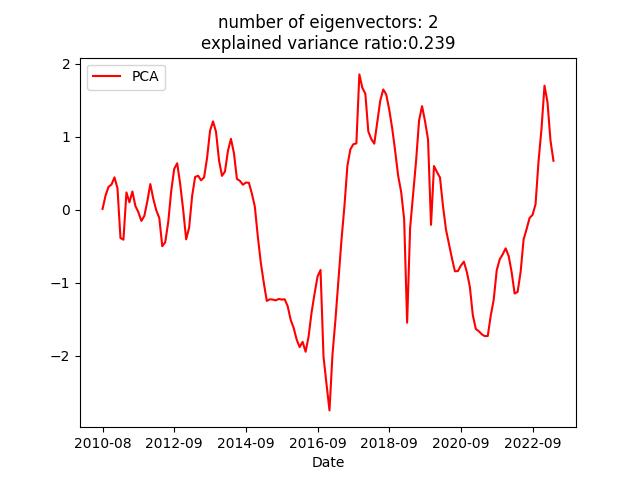 number of eigenvectors: 2
explained variance ratio:0.239
PCA
2
1
0
−1
−2
2010-08 2012-09 2014-09 2016-09 2018-09 2020-09 2022-09
Date